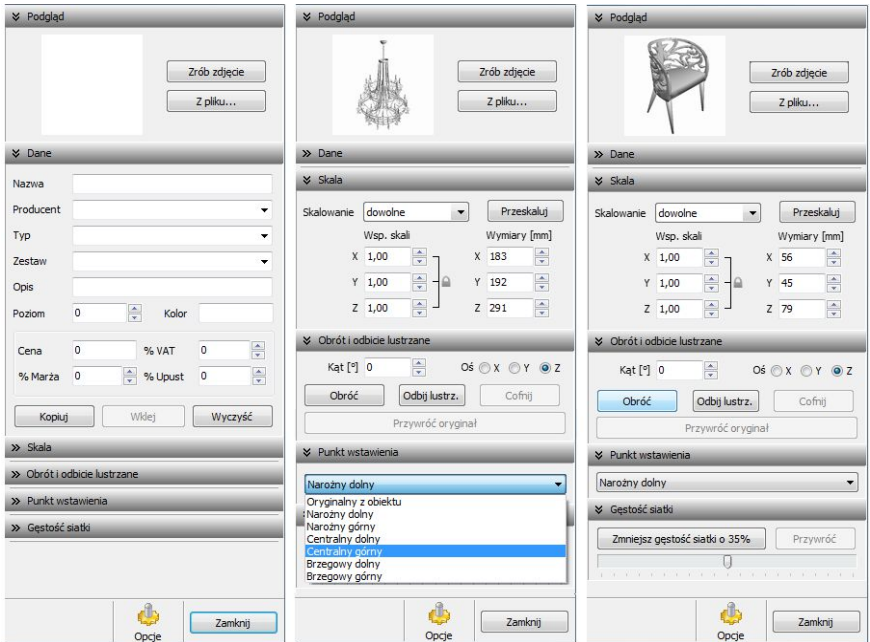 Podgląd
Zrób zdjęcie
Z pliku...
Dane
Nazwa
Producent
Typ
Zestaw
Opis
Poziom 0 Kolor
Cena 0 % VAT 0
% Marża 0 % Upust 0
Kopiuj Wklej Wyczyść
Skala
Obrót i odbicie lustrzane
Punkt wstawienia
Gęstość siatki
Opcje Zamknij
Podgląd
Zrób zdjęcie
Z pliku...
Dane
Skala
Skalowanie dowolne Przeskaluj
Wsp. skali Wymiary [mm]
X 1,00 X 183
Y 1,00 Y 192
Z 1,00 Z 291
Obrót i odbicie lustrzane
Kąt [°] 0 Oś X Y Z
Obróć Odbij lustrz. Cofnij
Przywróć oryginał
Punkt wstawienia
Narożny dolny
Oryginalny z obiektu
Narożny dolny
Narożny górny
Centralny dolny
Centralny górny
Brzegowy dolny
Brzegowy górny
Opcje Zamknij
Podgląd
Zrób zdjęcie
Z pliku...
Dane
Skala
Skalowanie dowolne Przeskaluj
Wsp. skali Wymiary [mm]
X 1,00 X 56
Y 1,00 Y 45
Z 1,00 Z 79
Obrót i odbicie lustrzane
Kąt [°] 0 Oś X Y Z
Obróć Odbij lustrz. Cofnij
Przywróć oryginał
Punkt wstawienia
Narożny dolny
Gęstość siatki
Zmniejsz gęstość siatki o 35% Przywróć
Opcje Zamknij